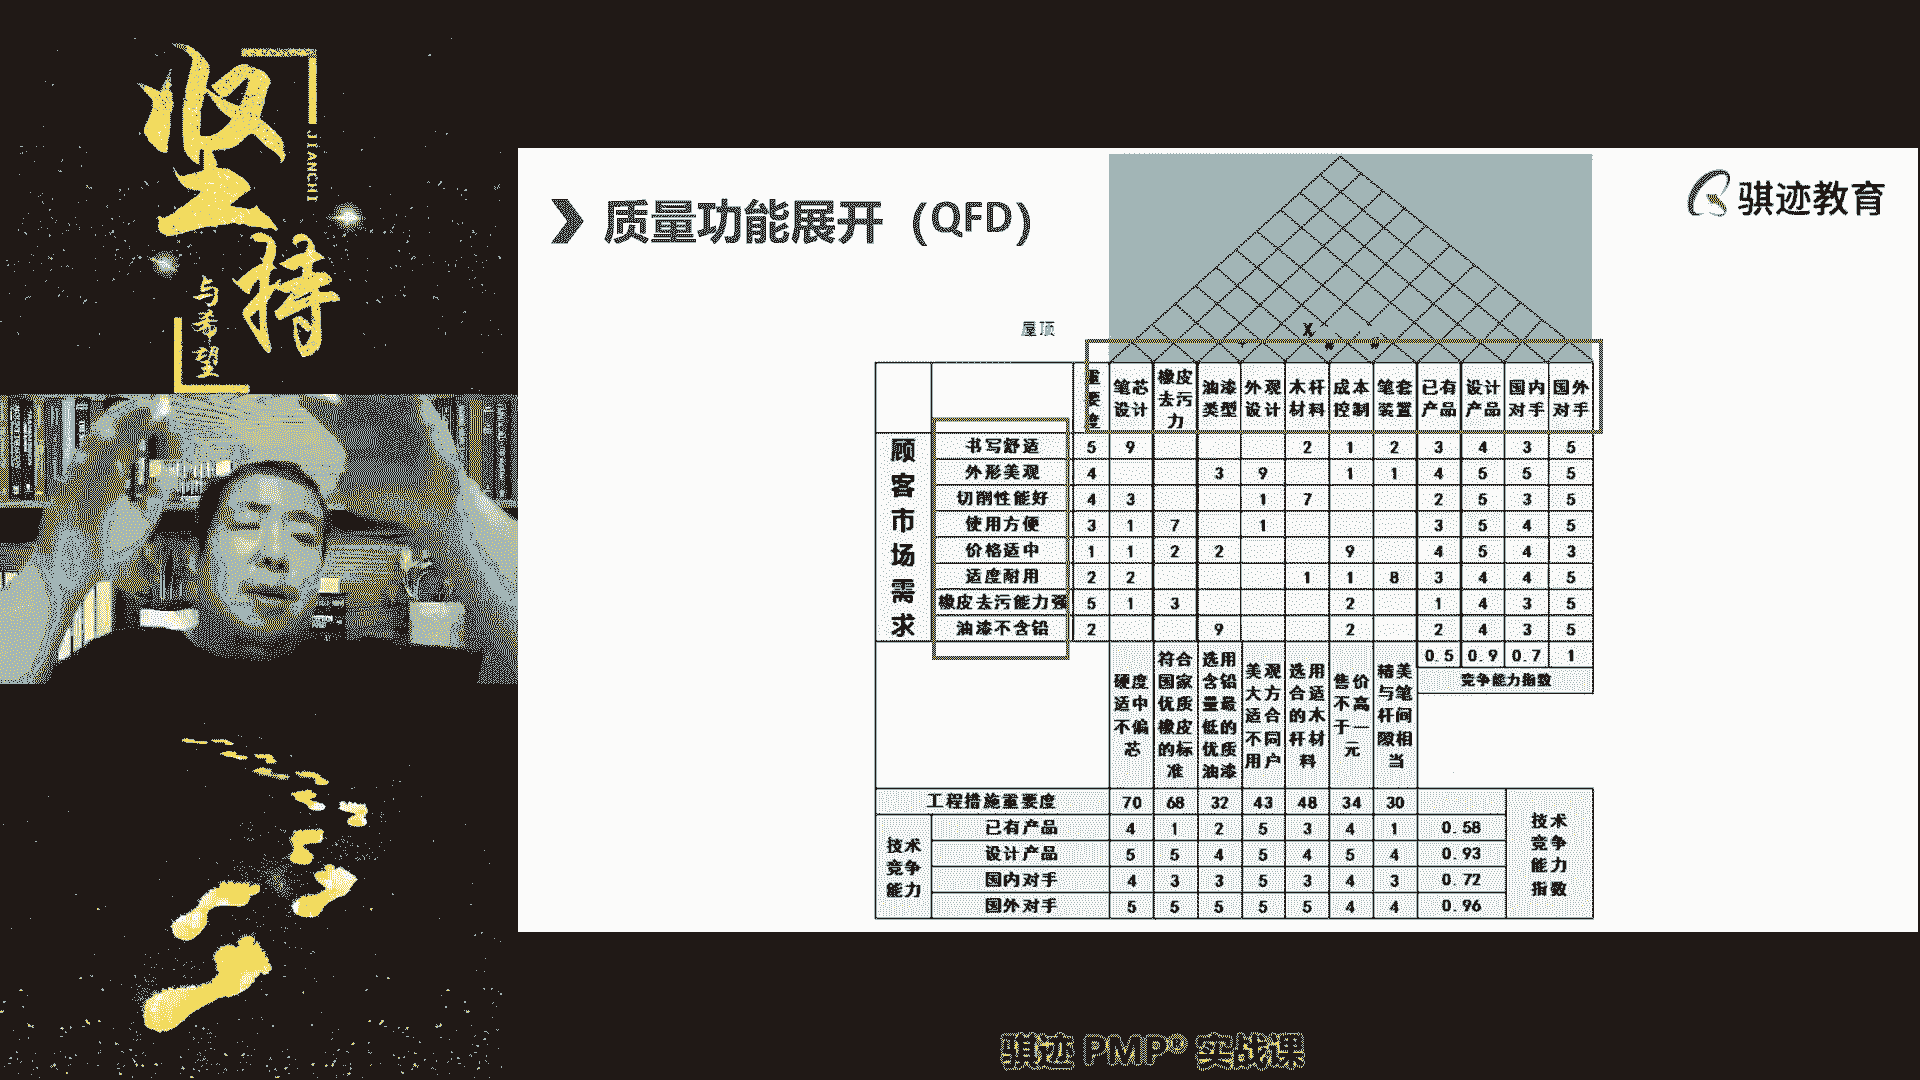 坚持
JIANCHI
与希望
质量功能展开（QFD）
骐迹教育
屋顶
重要度 笔芯设计 橡皮去污力 油漆类型 外观设计 木杆材料 成本控制 笔套装置 已有产品 设计产品 国内对手 国外对手
顾客市场需求
书写舒适 5 9 2 1 2 3 4 3 5
外形美观 4 3 9 1 1 4 5 5 5
切削性能好 4 3 1 7 2 5 3 5
使用方便 3 1 7 1 3 5 4 5
价格适中 1 1 2 2 9 4 5 4 3
适度耐用 2 2 1 1 8 3 4 4 5
橡皮去污能力强 5 1 3 2 1 4 3 5
油漆不含铅 2 9 2 2 4 3 5
0.5 0.9 0.7 1
竞争能力指数
硬度适中不偏芯 符合国家优质橡皮的标准 选用含铅量最低的优质油漆 美观大方适合不同用户 选用合适的木杆材料 售价不高于一元 精美与笔杆间隙相当
工程措施重要度 70 68 32 43 48 34 30
技术竞争能力
已有产品 4 1 2 5 3 4 1 0.58
设计产品 5 5 4 5 4 5 4 0.93
国内对手 4 3 3 5 3 4 3 0.72
国外对手 5 5 5 5 5 4 4 0.96
技术竞争能力指数
骐迹 PMP® 实战课